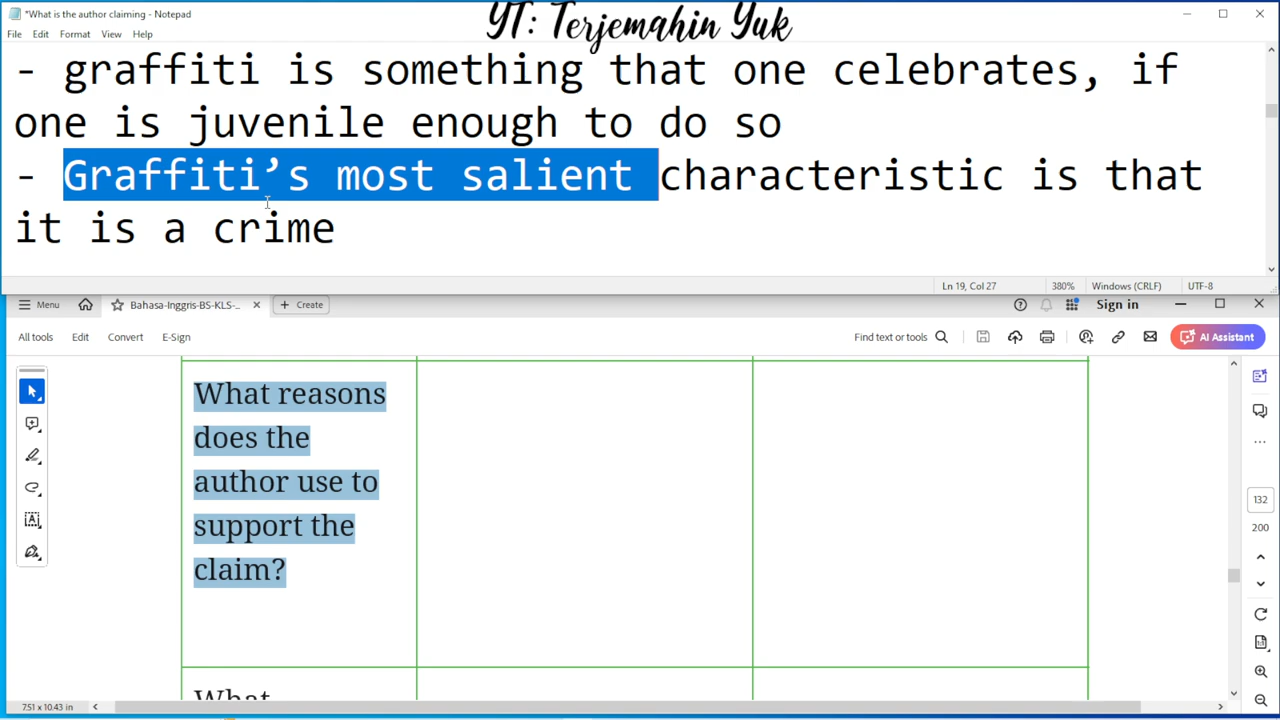 *What is the author claiming - Notepad
YT: Terjemahin Yuk
File Edit Format View Help
- graffiti is something that one celebrates, if
one is juvenile enough to do so
- Graffiti’s most salient characteristic is that
it is a crime
Ln 19, Col 27 380% Windows (CRLF) UTF-8
Menu Bahasa-Inggris-BS-KLS-... Create Sign in
All tools Edit Convert E-Sign Find text or tools AI Assistant
What reasons
does the
author use to
support the
claim?
132
200
What
7.51 x 10.43 in